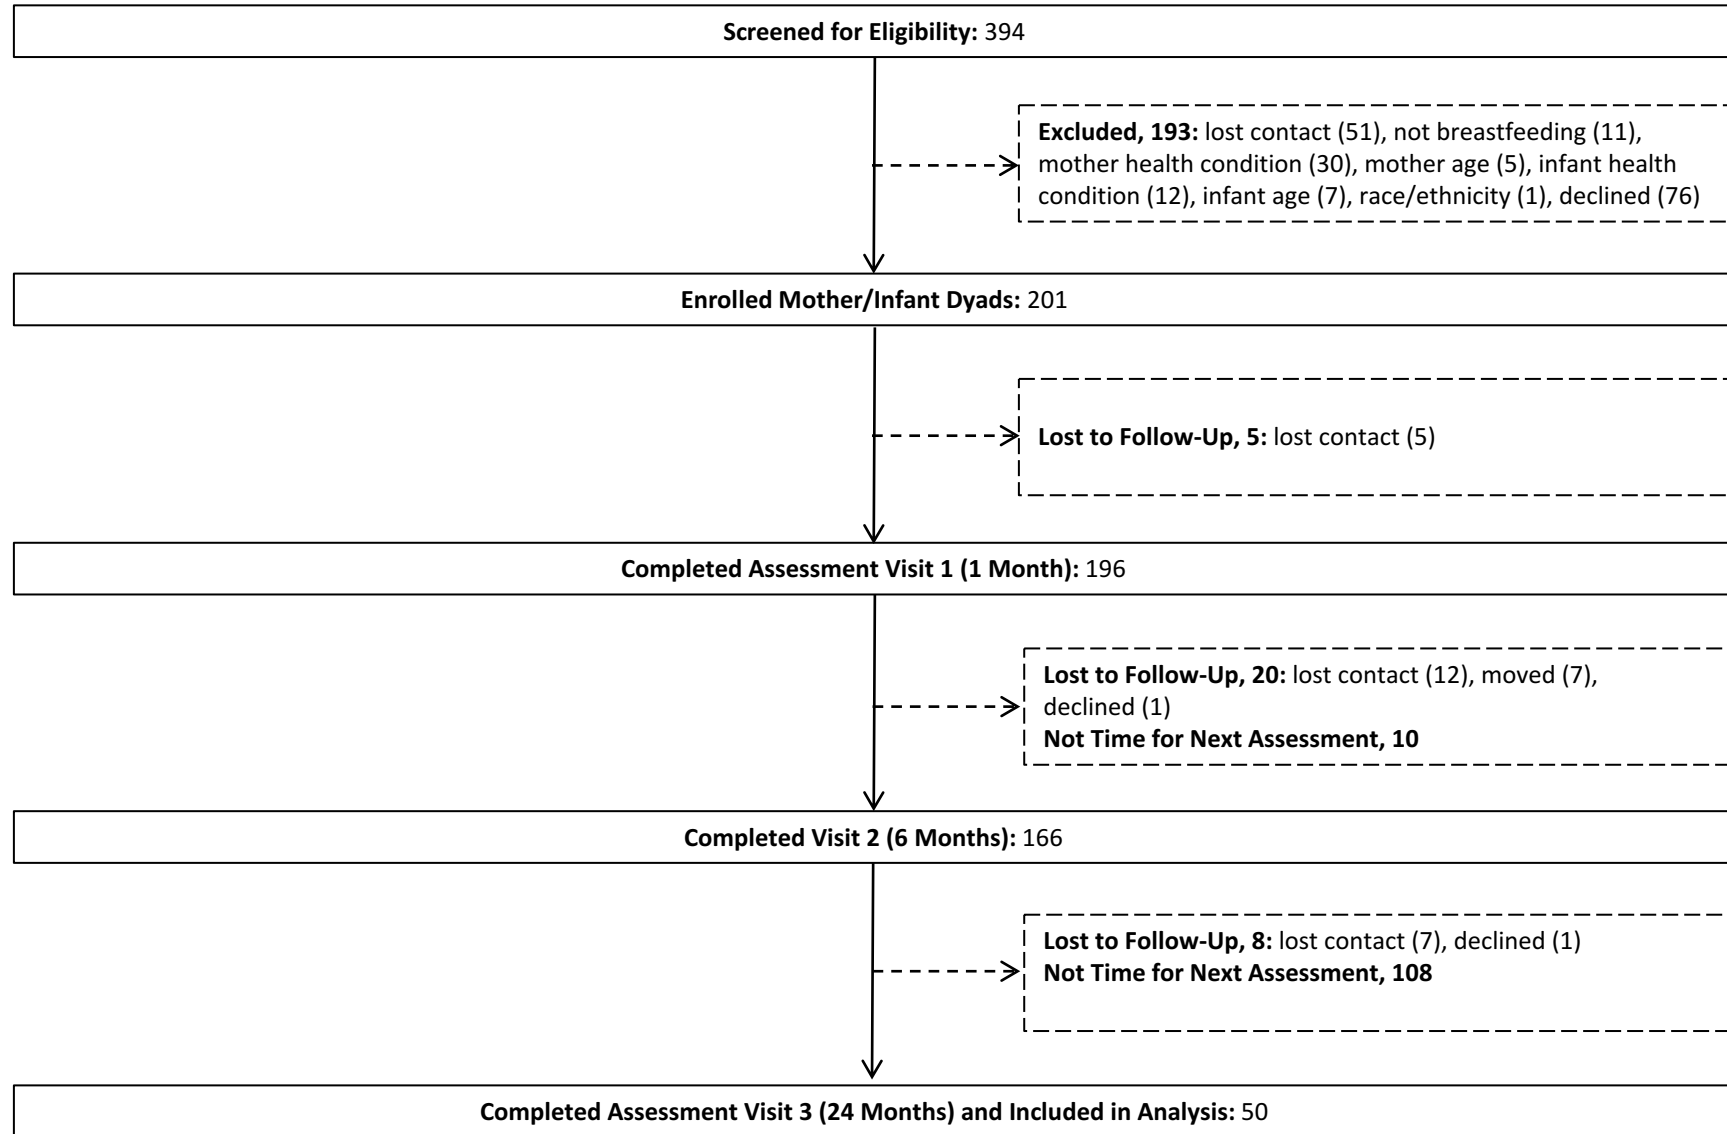 Screened for Eligibility: 394
Excluded, 193: lost contact (51), not breastfeeding (11),
mother health condition (30), mother age (5), infant health
condition (12), infant age (7), race/ethnicity (1), declined (76)
Enrolled Mother/Infant Dyads: 201
Lost to Follow-Up, 5: lost contact (5)
Completed Assessment Visit 1 (1 Month): 196
Lost to Follow-Up, 20: lost contact (12), moved (7),
declined (1)
Not Time for Next Assessment, 10
Completed Visit 2 (6 Months): 166
Lost to Follow-Up, 8: lost contact (7), declined (1)
Not Time for Next Assessment, 108
Completed Assessment Visit 3 (24 Months) and Included in Analysis: 50